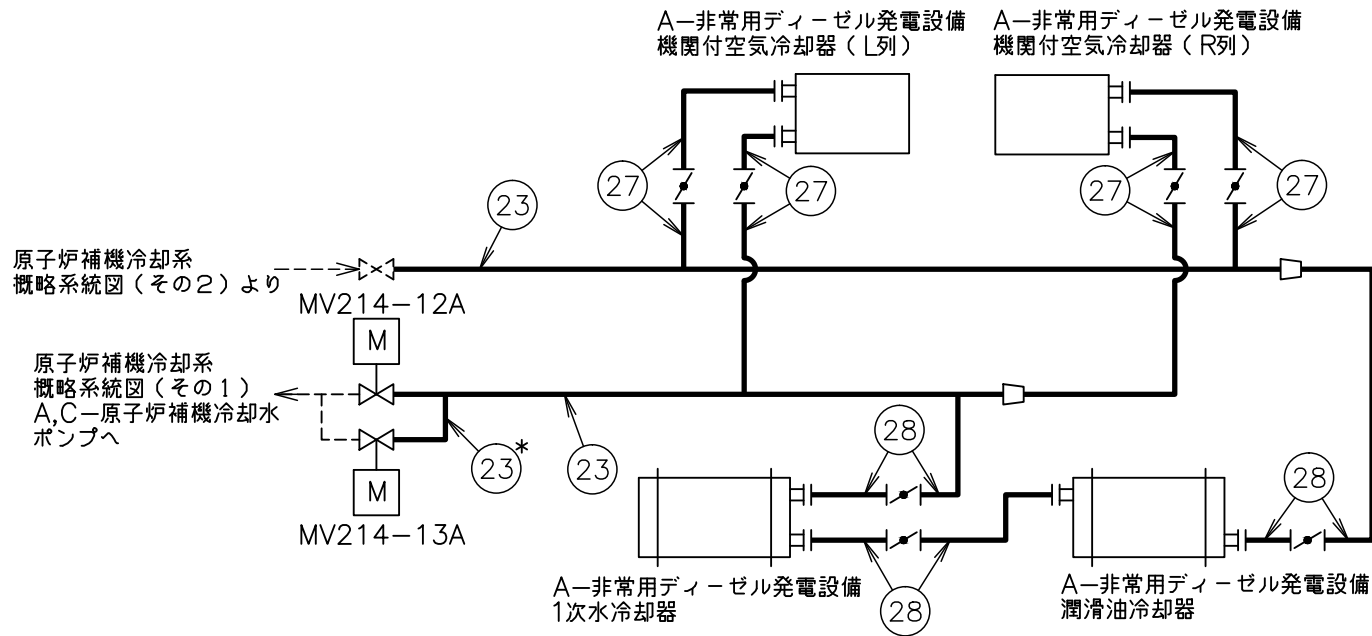 A－非常用ディーゼル発電設備
機関付空気冷却器（L列）
A－非常用ディーゼル発電設備
機関付空気冷却器（R列）
27
27
27
27
23
原子炉補機冷却系
概略系統図（その2）より
MV214-12A
M
原子炉補機冷却系
概略系統図（その1）
A,C－原子炉補機冷却水
ポンプへ
23*
23
28
28
M
MV214-13A
A－非常用ディーゼル発電設備
1次水冷却器
28
A－非常用ディーゼル発電設備
潤滑油冷却器